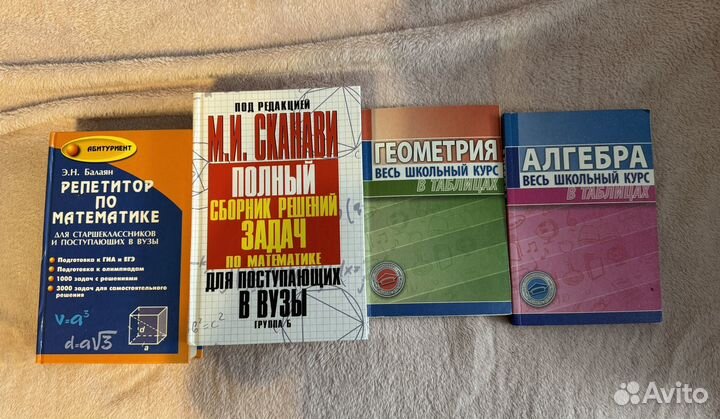 АБИТУРИЕНТ
Э.Н. Балаян
РЕПЕТИТОР
ПО
МАТЕМАТИКЕ
ДЛЯ СТАРШЕКЛАССНИКОВ
И ПОСТУПАЮЩИХ В ВУЗЫ
Подготовка к ГИА и ЕГЭ
Подготовка к олимпиадам
1000 задач с решениями
3000 задач для самостоятельного
решения
V=a³
d=a√3
d
a
ПОД РЕДАКЦИЕЙ
М.И. СКАНАВИ
ПОЛНЫЙ
СБОРНИК РЕШЕНИЙ
ЗАДАЧ
ПО МАТЕМАТИКЕ
ДЛЯ ПОСТУПАЮЩИХ
В ВУЗЫ
ГРУППА Б
ГЕОМЕТРИЯ
ВЕСЬ ШКОЛЬНЫЙ КУРС
В ТАБЛИЦАХ
АЛГЕБРА
ВЕСЬ ШКОЛЬНЫЙ КУРС
В ТАБЛИЦАХ
Avito